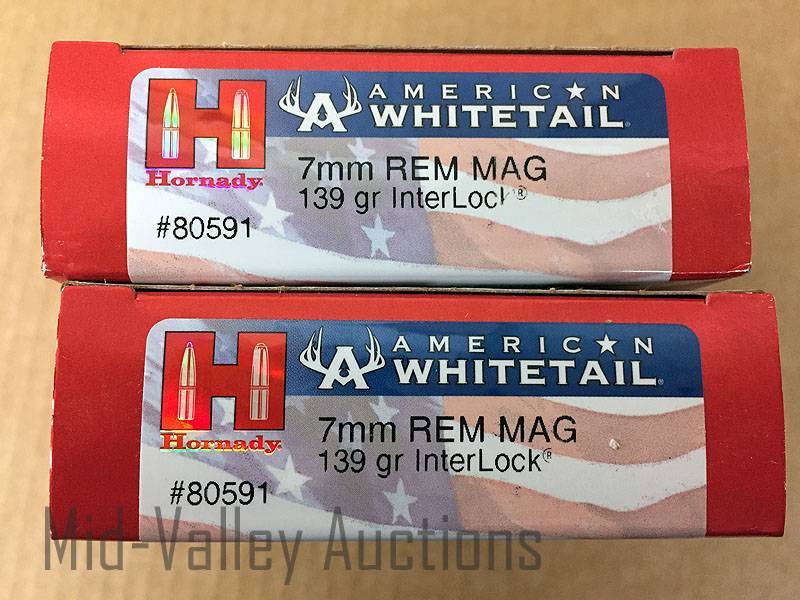 AMERIC★N
WHITETAIL®
Hornady.
7mm REM MAG
139 gr InterLock®
#80591
AMERIC★N
WHITETAIL®
Hornady.
7mm REM MAG
139 gr InterLock®
#80591
Mid-Valley Auctions